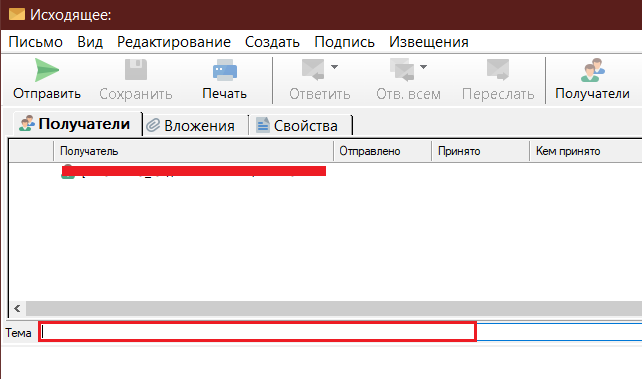 Исходящее:
Письмо Вид Редактирование Создать Подпись Извещения
Отправить Сохранить Печать Ответить Отв. всем Переслать Получатели
Получатели Вложения Свойства
Получатель Отправлено Принято Кем принято
Тема